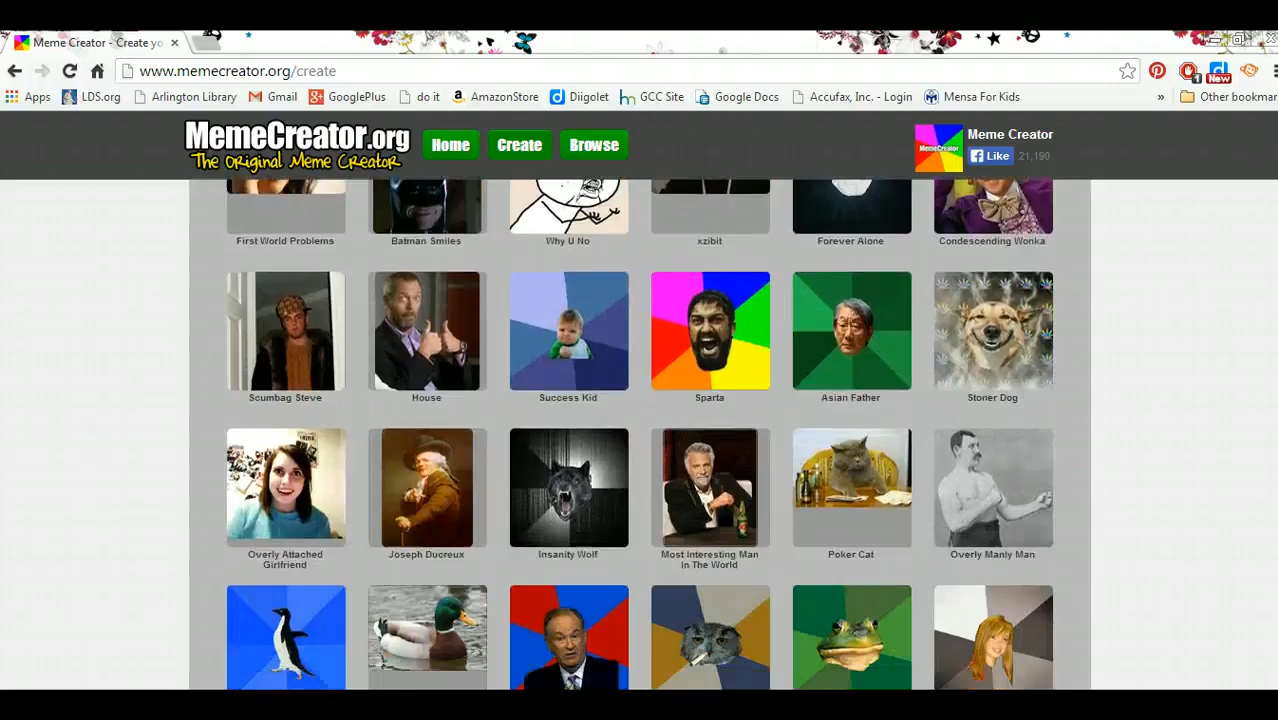 Meme Creator - Create yo
www.memecreator.org/create
Apps LDS.org Arlington Library Gmail GooglePlus do it AmazonStore Diigolet GCC Site Google Docs Accufax, Inc. - Login Mensa For Kids » Other bookmar
New
MemeCreator.org
The Original Meme Creator
Home Create Browse
MemeCreator
Meme Creator
Like 21,190
First World Problems Batman Smiles Why U No xzibit Forever Alone Condescending Wonka
Scumbag Steve House Success Kid Sparta Asian Father Stoner Dog
Overly Attached Girlfriend Joseph Ducreux Insanity Wolf Most Interesting Man In The World Poker Cat Overly Manly Man